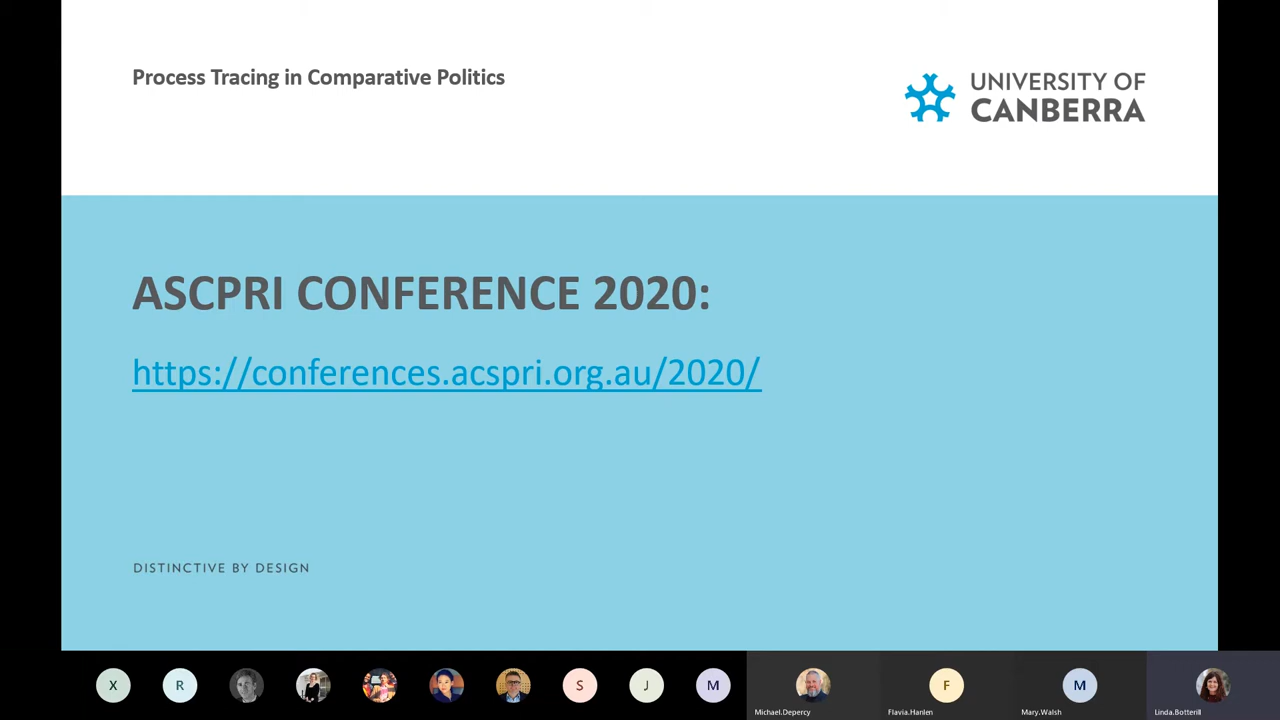 Process Tracing in Comparative Politics
UNIVERSITY OF
CANBERRA
ASCPRI CONFERENCE 2020:
https://conferences.acspri.org.au/2020/
DISTINCTIVE BY DESIGN
X
R
S
J
M
F
M
Michael.Depercy
Flavia.Hanlen
Mary.Walsh
Linda.Botterill